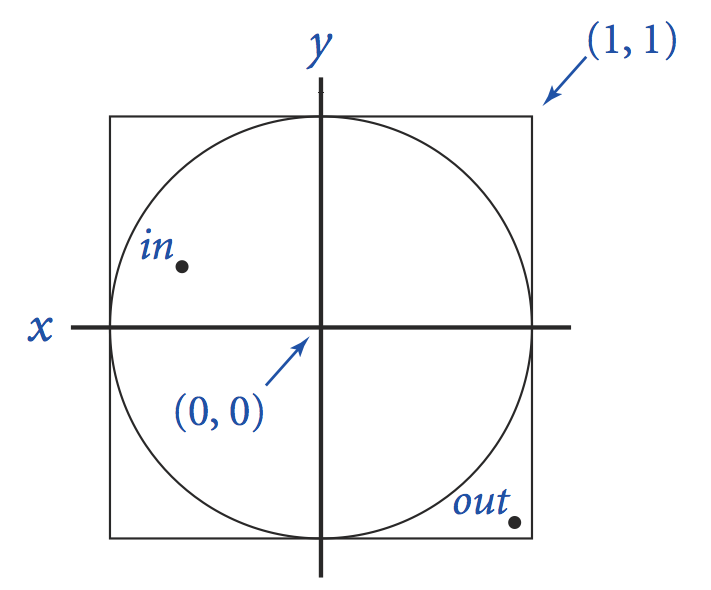 y
(1, 1)
in
x
(0, 0)
out